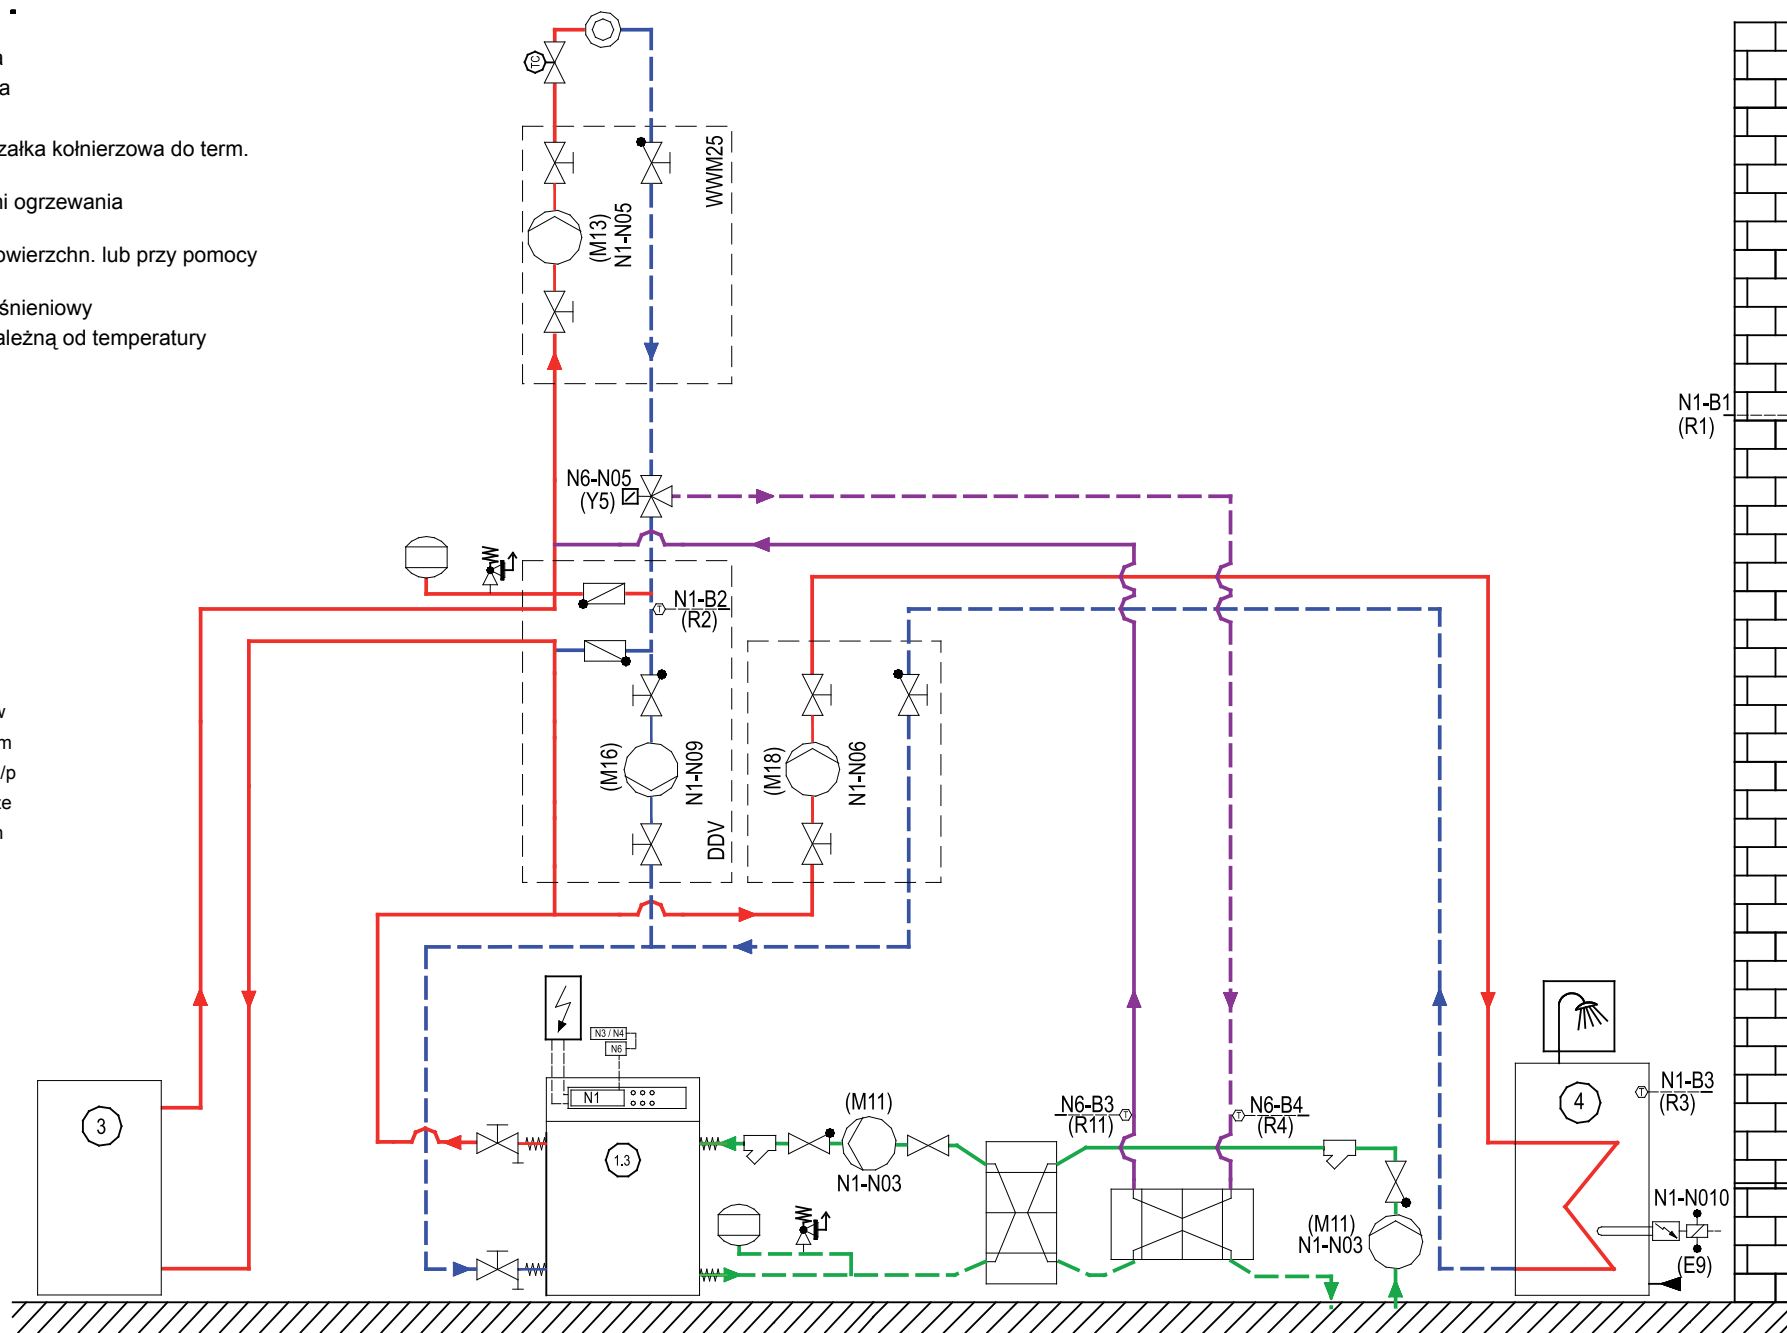 a
a
załka kołnierzowa do term.
ni ogrzewania
owierzchn. lub przy pomocy
śnieniowy
ależną od temperatury
w
m
/p
te
n
TC
WWM25
(M13)
N1-N05
N1-B1
(R1)
N6-N05
(Y5)
N1-B2
(R2)
(M16)
N1-N09
DDV
(M18)
N1-N06
N3 / N4
N6
N1
3
1.3
(M11)
N1-N03
N6-B3
(R11)
T
N6-B4
(R4)
T
(M11)
N1-N03
4
T
N1-B3
(R3)
N1-N010
(E9)
T